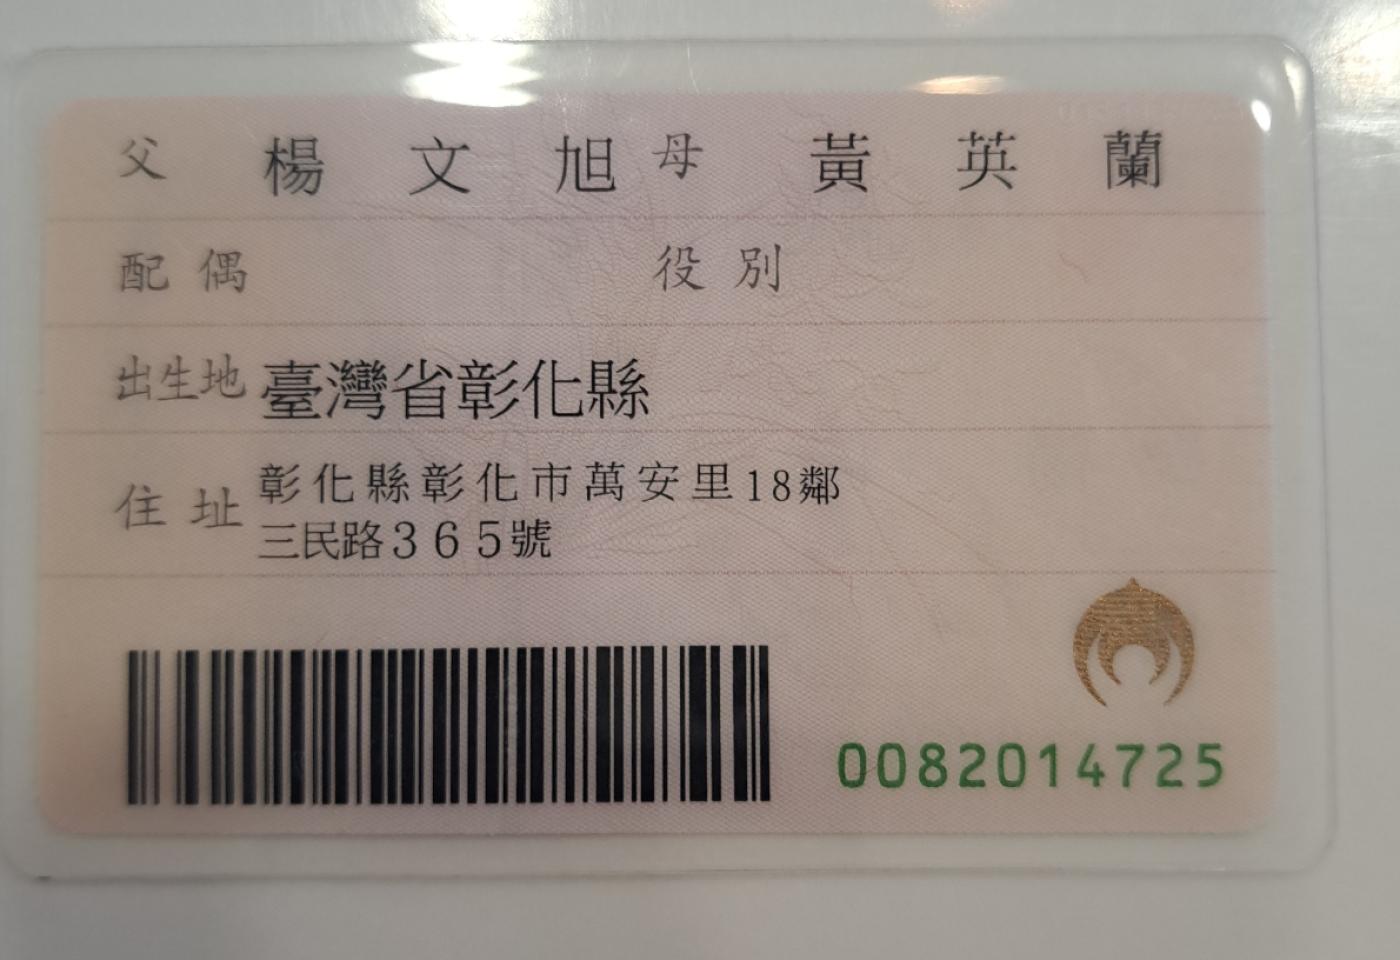 父 楊文旭 母 黃英蘭
配偶 役別
出生地 臺灣省彰化縣
住址 彰化縣彰化市萬安里18鄰
三民路365號
0082014725